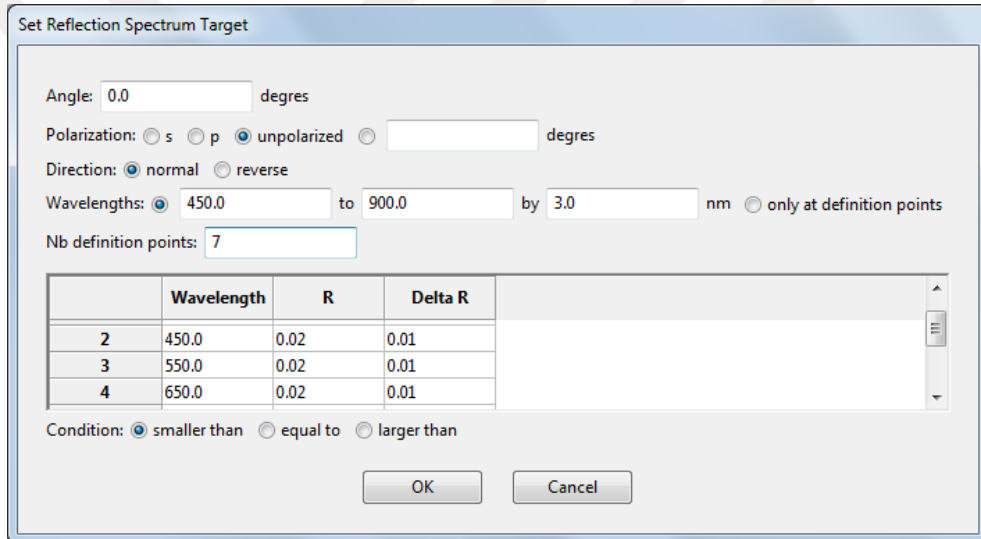 Set Reflection Spectrum Target
Angle: 0.0 degres
Polarization: s p unpolarized degres
Direction: normal reverse
Wavelengths: 450.0 to 900.0 by 3.0 nm only at definition points
Nb definition points: 7
Wavelength R Delta R
2 450.0 0.02 0.01
3 550.0 0.02 0.01
4 650.0 0.02 0.01
Condition: smaller than equal to larger than
OK Cancel